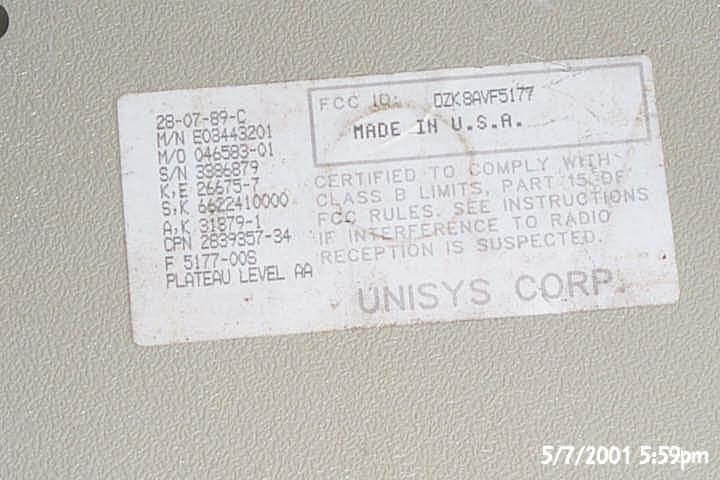 28-07-89-C
M/N E03443201
M/O 046583-01
S/N 3386879
K,E 26675-7
S,K 6622410000
A,K 31879-1
CPN 2839357-34
F 5177-00S
PLATEAU LEVEL AA
FCC ID: DZK8AVF5177
MADE IN U.S.A.
CERTIFIED TO COMPLY WITH
CLASS B LIMITS, PART 15 OF
FCC RULES. SEE INSTRUCTIONS
IF INTERFERENCE TO RADIO
RECEPTION IS SUSPECTED.
UNISYS CORP.
5/7/2001 5:59pm